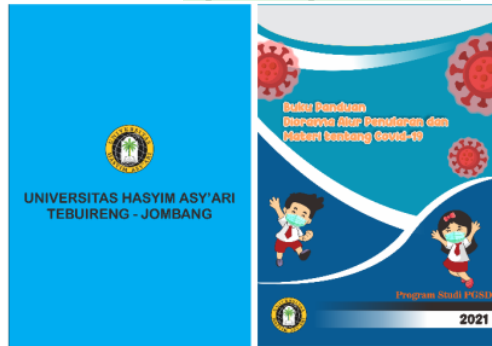 UNIVERSITAS HASYIM ASY'ARI
TEBUIRENG - JOMBANG
Buku Panduan
Diorama Alur Penularan dan
Materi tentang Covid-19
Program Studi PGSD
2021